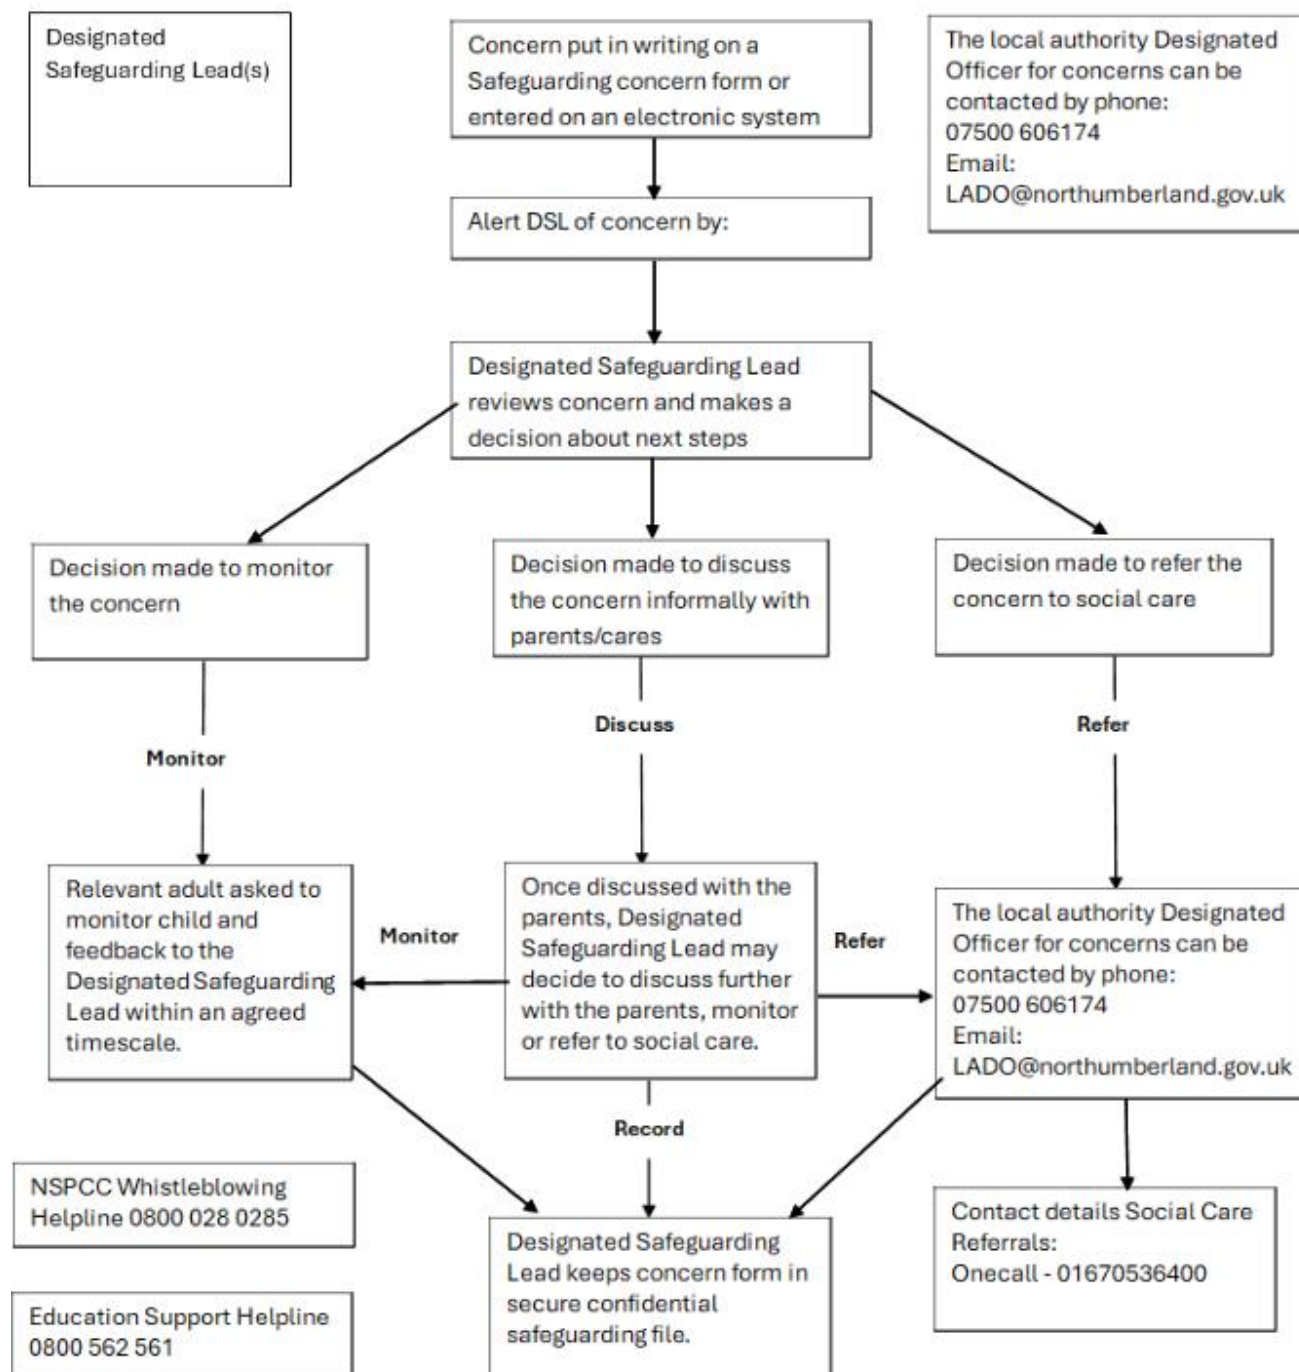 Designated
Safeguarding Lead(s)
Concern put in writing on a
Safeguarding concern form or
entered on an electronic system
The local authority Designated
Officer for concerns can be
contacted by phone:
07500 606174
Email:
LADO@northumberland.gov.uk
Alert DSL of concern by:
Designated Safeguarding Lead
reviews concern and makes a
decision about next steps
Decision made to monitor
the concern
Decision made to discuss
the concern informally with
parents/cares
Decision made to refer the
concern to social care
Monitor
Discuss
Refer
Relevant adult asked to
monitor child and
feedback to the
Designated Safeguarding
Lead within an agreed
timescale.
Monitor
Once discussed with the
parents, Designated
Safeguarding Lead may
decide to discuss further
with the parents, monitor
or refer to social care.
Refer
The local authority Designated
Officer for concerns can be
contacted by phone:
07500 606174
Email:
LADO@northumberland.gov.uk
Record
NSPCC Whistleblowing
Helpline 0800 028 0285
Designated Safeguarding
Lead keeps concern form in
secure confidential
safeguarding file.
Contact details Social Care
Referrals:
Onecall - 01670536400
Education Support Helpline
0800 562 561